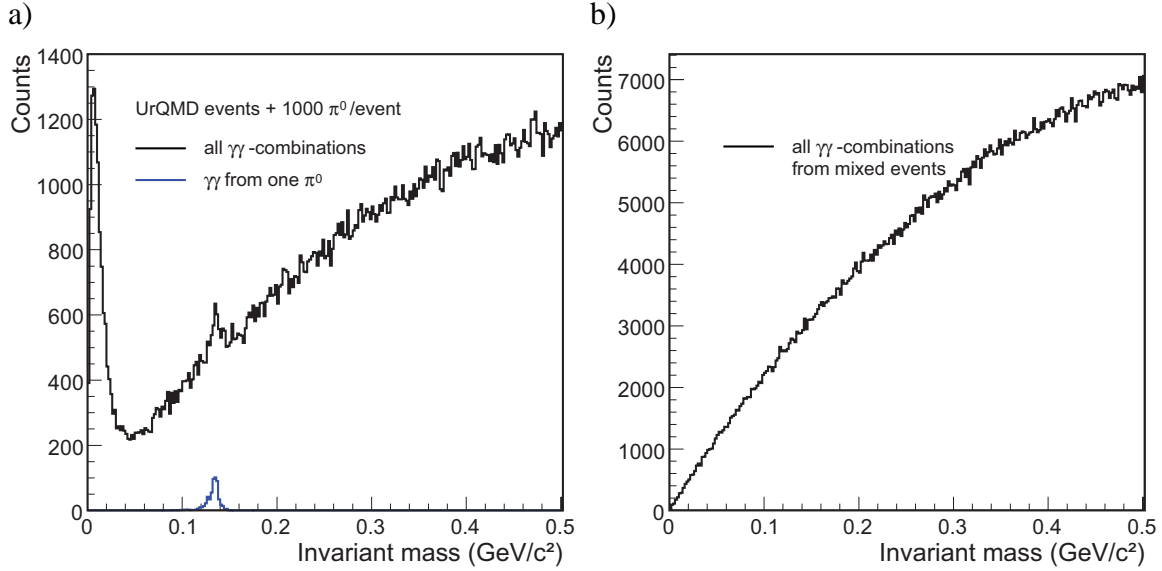 a)
1400
1200
1000
800
600
400
200
0
Counts
UrQMD events + 1000 π⁰/event
all γγ -combinations
γγ from one π⁰
0 0.1 0.2 0.3 0.4 0.5
Invariant mass (GeV/c²)
b)
7000
6000
5000
4000
3000
2000
1000
0
Counts
all γγ -combinations
from mixed events
0 0.1 0.2 0.3 0.4 0.5
Invariant mass (GeV/c²)